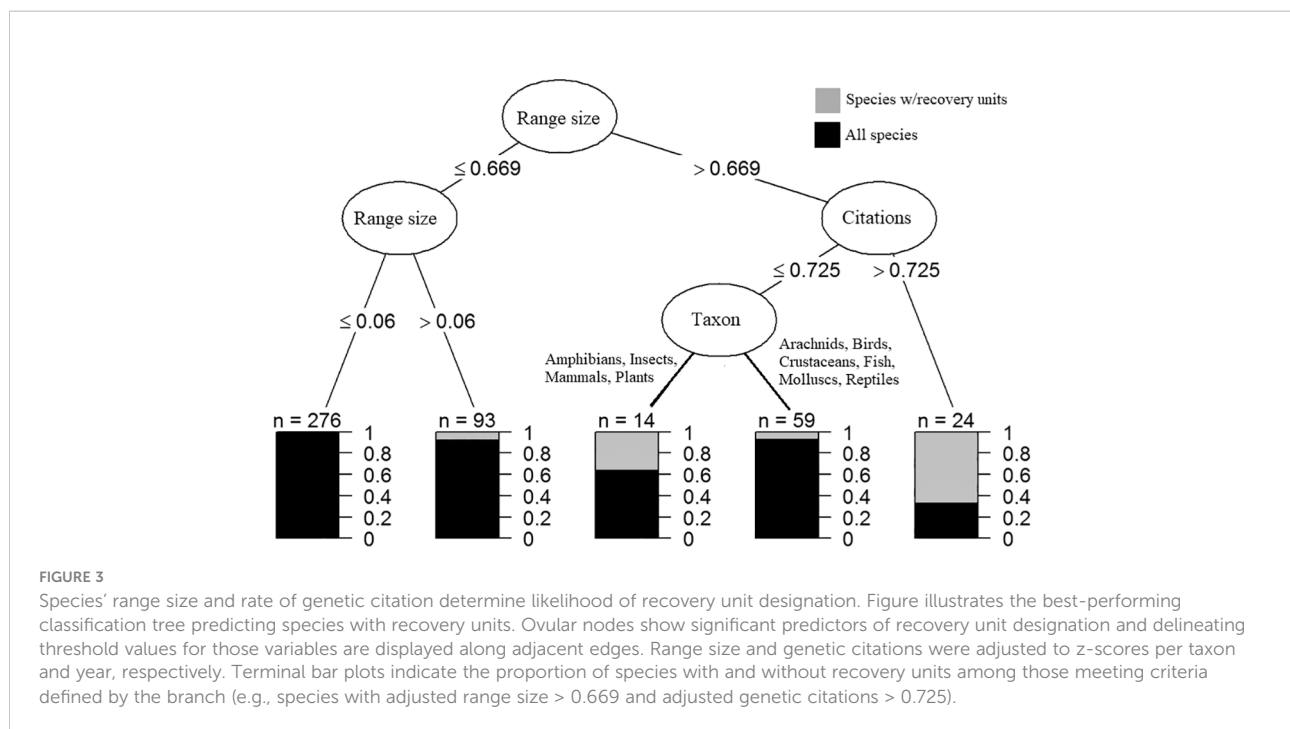 Species w/recovery units
All species
Range size
≤ 0.669
> 0.669
Range size
Citations
≤ 0.725
> 0.725
≤ 0.06
> 0.06
Taxon
Amphibians, Insects,
Mammals, Plants
Arachnids, Birds,
Crustaceans, Fish,
Molluscs, Reptiles
n = 276
1
0.8
0.6
0.4
0.2
0
n = 93
1
0.8
0.6
0.4
0.2
0
n = 14
1
0.8
0.6
0.4
0.2
0
n = 59
1
0.8
0.6
0.4
0.2
0
n = 24
1
0.8
0.6
0.4
0.2
0
FIGURE 3
Species’ range size and rate of genetic citation determine likelihood of recovery unit designation. Figure illustrates the best-performing
classification tree predicting species with recovery units. Ovular nodes show significant predictors of recovery unit designation and delineating
threshold values for those variables are displayed along adjacent edges. Range size and genetic citations were adjusted to z-scores per taxon
and year, respectively. Terminal bar plots indicate the proportion of species with and without recovery units among those meeting criteria
defined by the branch (e.g., species with adjusted range size > 0.669 and adjusted genetic citations > 0.725).